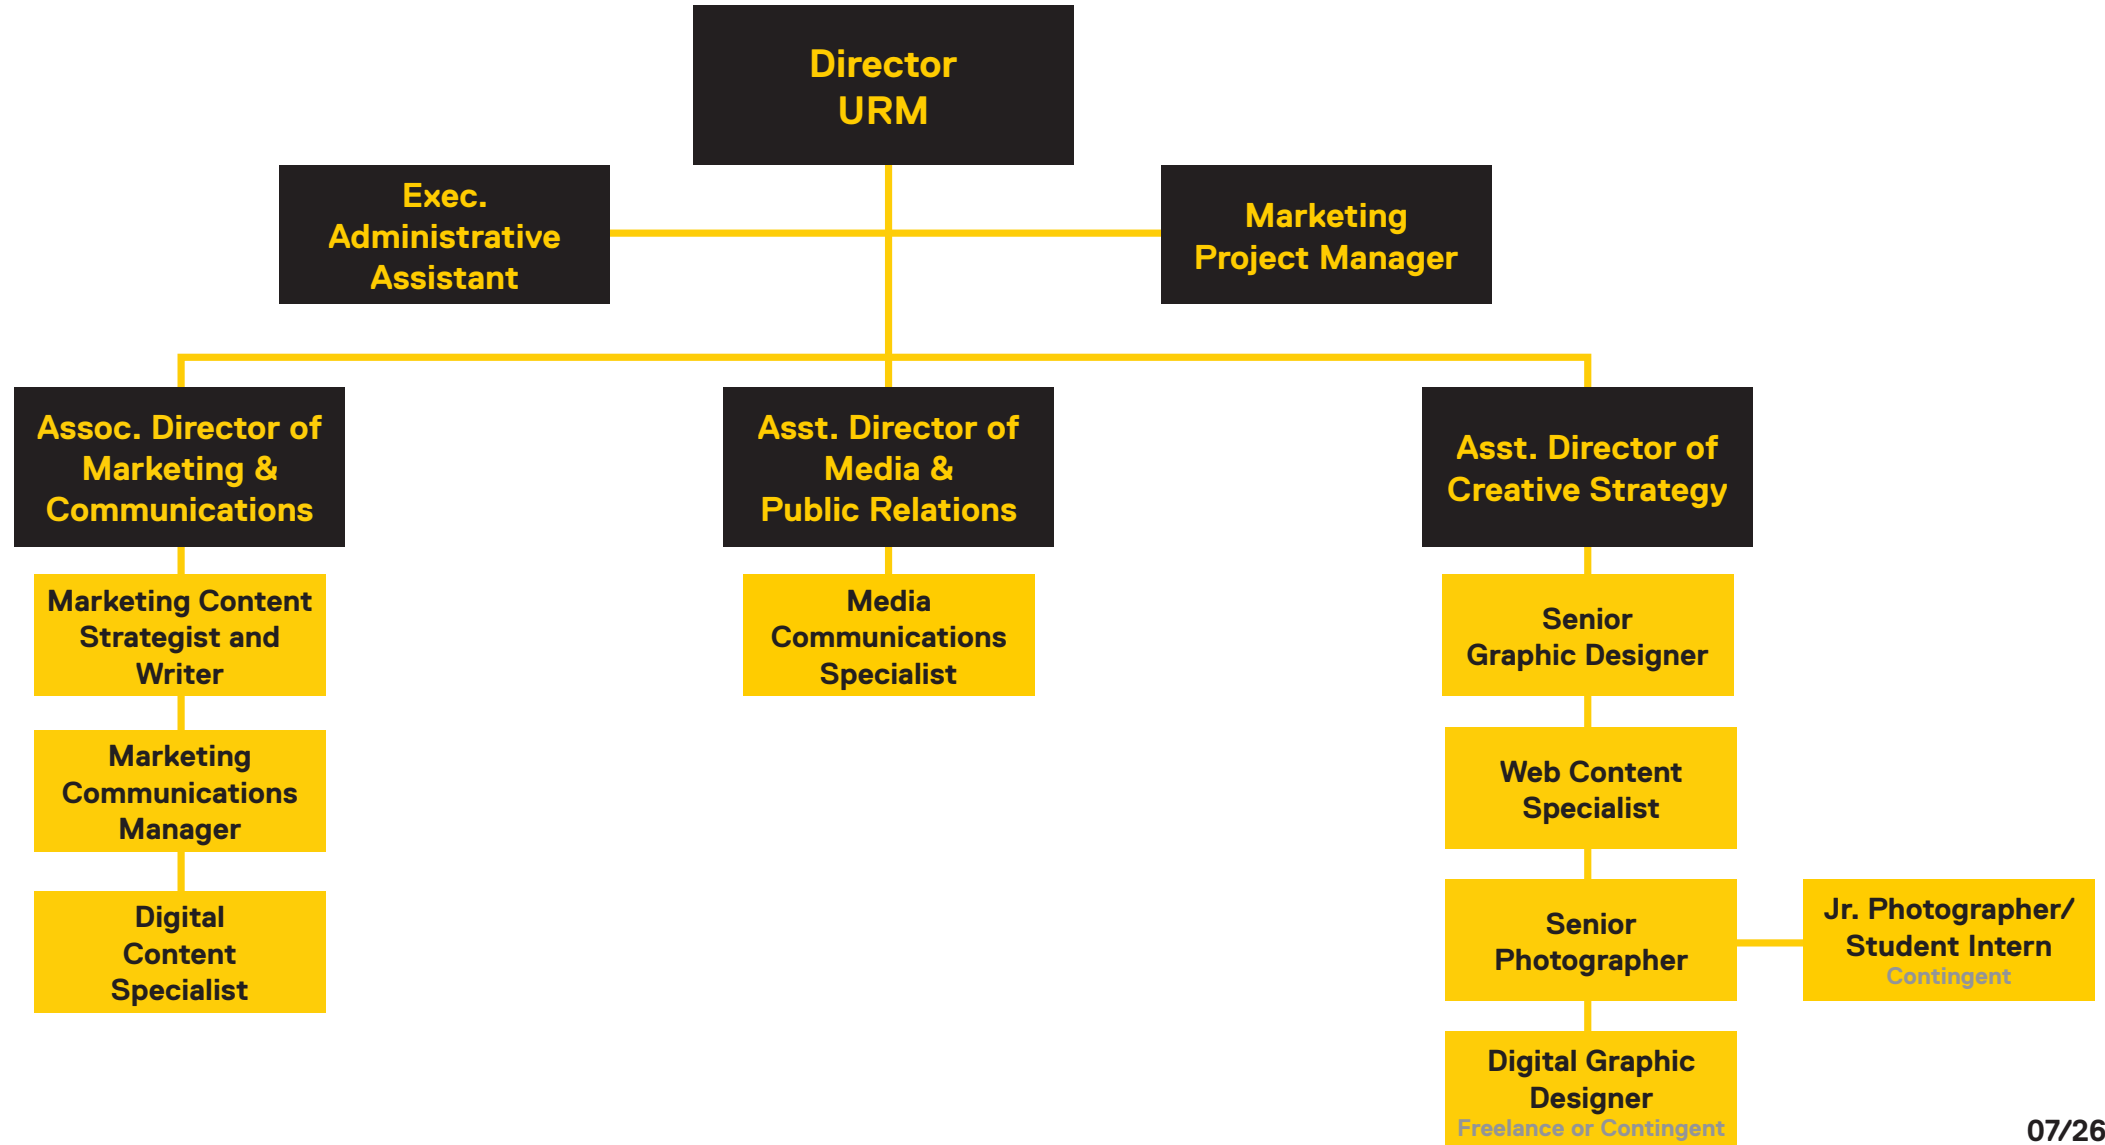 Director
URM
Exec.
Administrative
Assistant
Marketing
Project Manager
Assoc. Director of
Marketing &
Communications
Asst. Director of
Media &
Public Relations
Asst. Director of
Creative Strategy
Marketing Content
Strategist and
Writer
Marketing
Communications
Manager
Digital
Content
Specialist
Media
Communications
Specialist
Senior
Graphic Designer
Web Content
Specialist
Senior
Photographer
Jr. Photographer/
Student Intern
Contingent
Digital Graphic
Designer
Freelance or Contingent
07/26